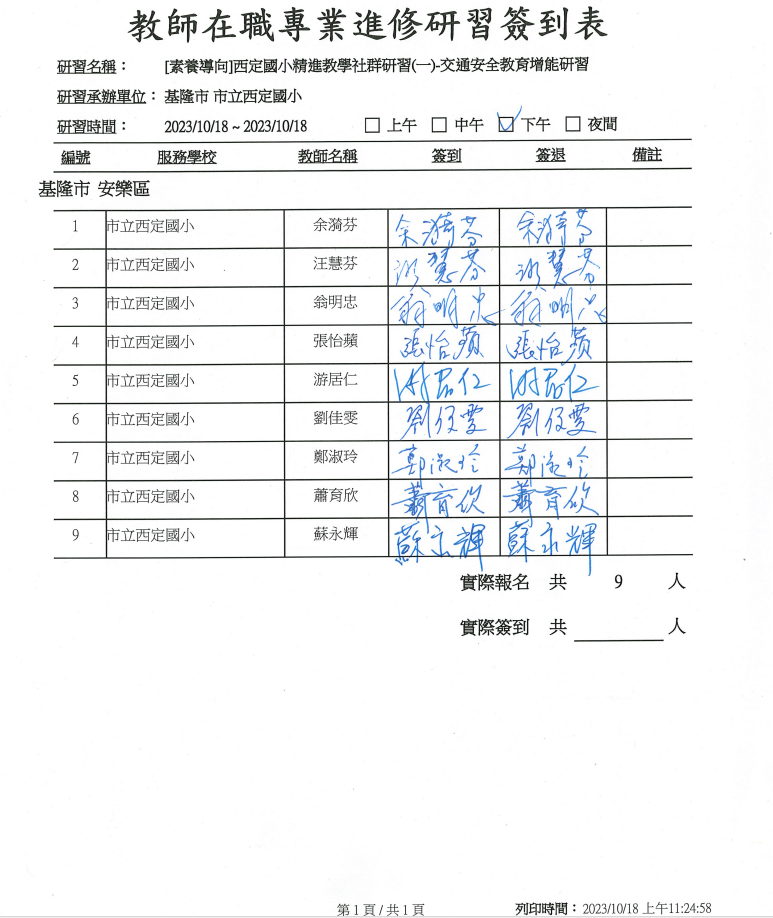 教師在職專業進修研習簽到表
研習名稱： [素養導向]西定國小精進教學社群研習(一)-交通安全教育增能研習
研習承辦單位： 基隆市 市立西定國小
研習時間： 2023/10/18 ~ 2023/10/18 □ 上午 □ 中午 ☑ 下午 □ 夜間
編號 服務學校 教師名稱 簽到 簽退 備註
基隆市 安樂區
1 市立西定國小 余漪芬 余漪芬 余漪芬
2 市立西定國小 汪慧芬 汪慧芬 汪慧芬
3 市立西定國小 翁明忠 翁明忠 翁明忠
4 市立西定國小 張怡蘋 張怡蘋 張怡蘋
5 市立西定國小 游居仁 游居仁 游居仁
6 市立西定國小 劉佳雯 劉佳雯 劉佳雯
7 市立西定國小 鄭淑玲 鄭淑玲 鄭淑玲
8 市立西定國小 蕭育欣 蕭育欣 蕭育欣
9 市立西定國小 蘇永輝 蘇永輝 蘇永輝
實際報名 共 9 人
實際簽到 共 人
第 1 頁 / 共 1 頁 列印時間： 2023/10/18 上午11:24:58